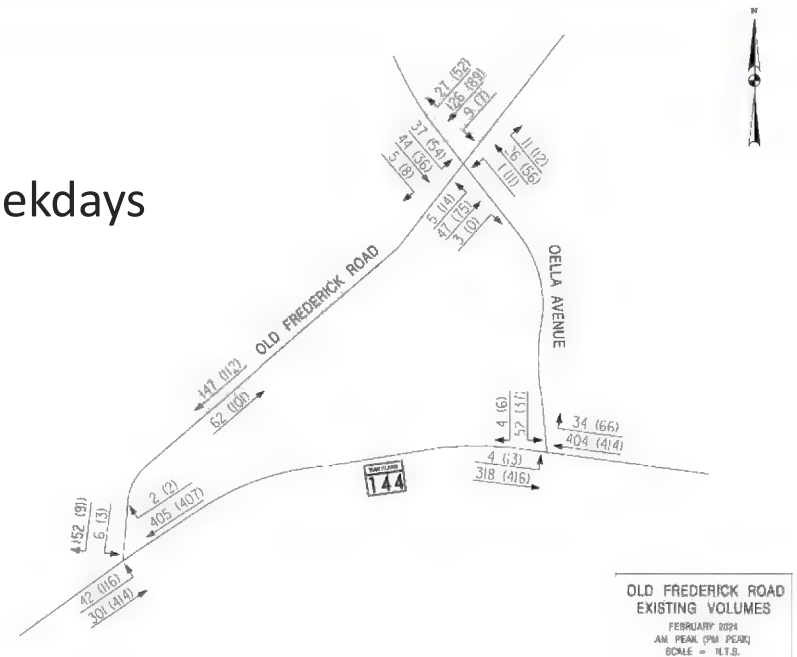 N
ekdays
27 (52)
126 (89)
9 (7)
37 (54)
44 (36)
5 (8)
11 (12)
(56)
1 (11)
5 (14)
47 (75)
3 (0)
OLD FREDERICK ROAD
OELLA AVENUE
147 (112)
62 (101)
4 (6)
34 (66)
404 (414)
4 (13)
318 (416)
MARYLAND
144
2 (2)
405 (407)
152 (91)
6 (3)
42 (116)
301 (414)
OLD FREDERICK ROAD
EXISTING VOLUMES
FEBRUARY 2024
AM PEAK (PM PEAK)
SCALE = N.T.S.